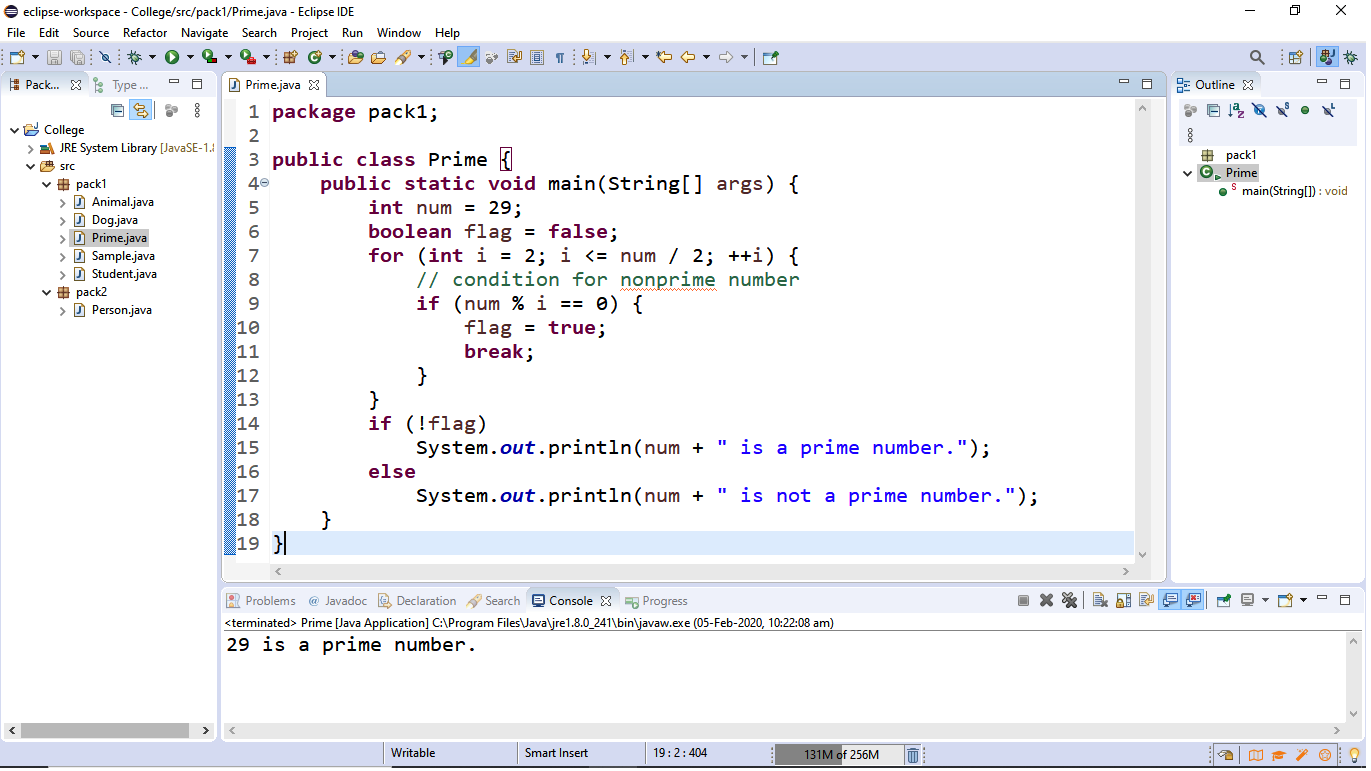 eclipse-workspace - College/src/pack1/Prime.java - Eclipse IDE
File Edit Source Refactor Navigate Search Project Run Window Help
Pack...
Type ...
College
JRE System Library [JavaSE-1.8
src
pack1
Animal.java
Dog.java
Prime.java
Sample.java
Student.java
pack2
Person.java
Prime.java
1 package pack1;
2
3 public class Prime {
4 public static void main(String[] args) {
5 int num = 29;
6 boolean flag = false;
7 for (int i = 2; i <= num / 2; ++i) {
8 // condition for nonprime number
9 if (num % i == 0) {
10 flag = true;
11 break;
12 }
13 }
14 if (!flag)
15 System.out.println(num + " is a prime number.");
16 else
17 System.out.println(num + " is not a prime number.");
18 }
19 }
Outline
pack1
Prime
main(String[]) : void
Problems @ Javadoc Declaration Search Console Progress
<terminated> Prime [Java Application] C:\Program Files\Java\jre1.8.0_241\bin\javaw.exe (05-Feb-2020, 10:22:08 am)
29 is a prime number.
Writable Smart Insert 19 : 2 : 404 131M of 256M